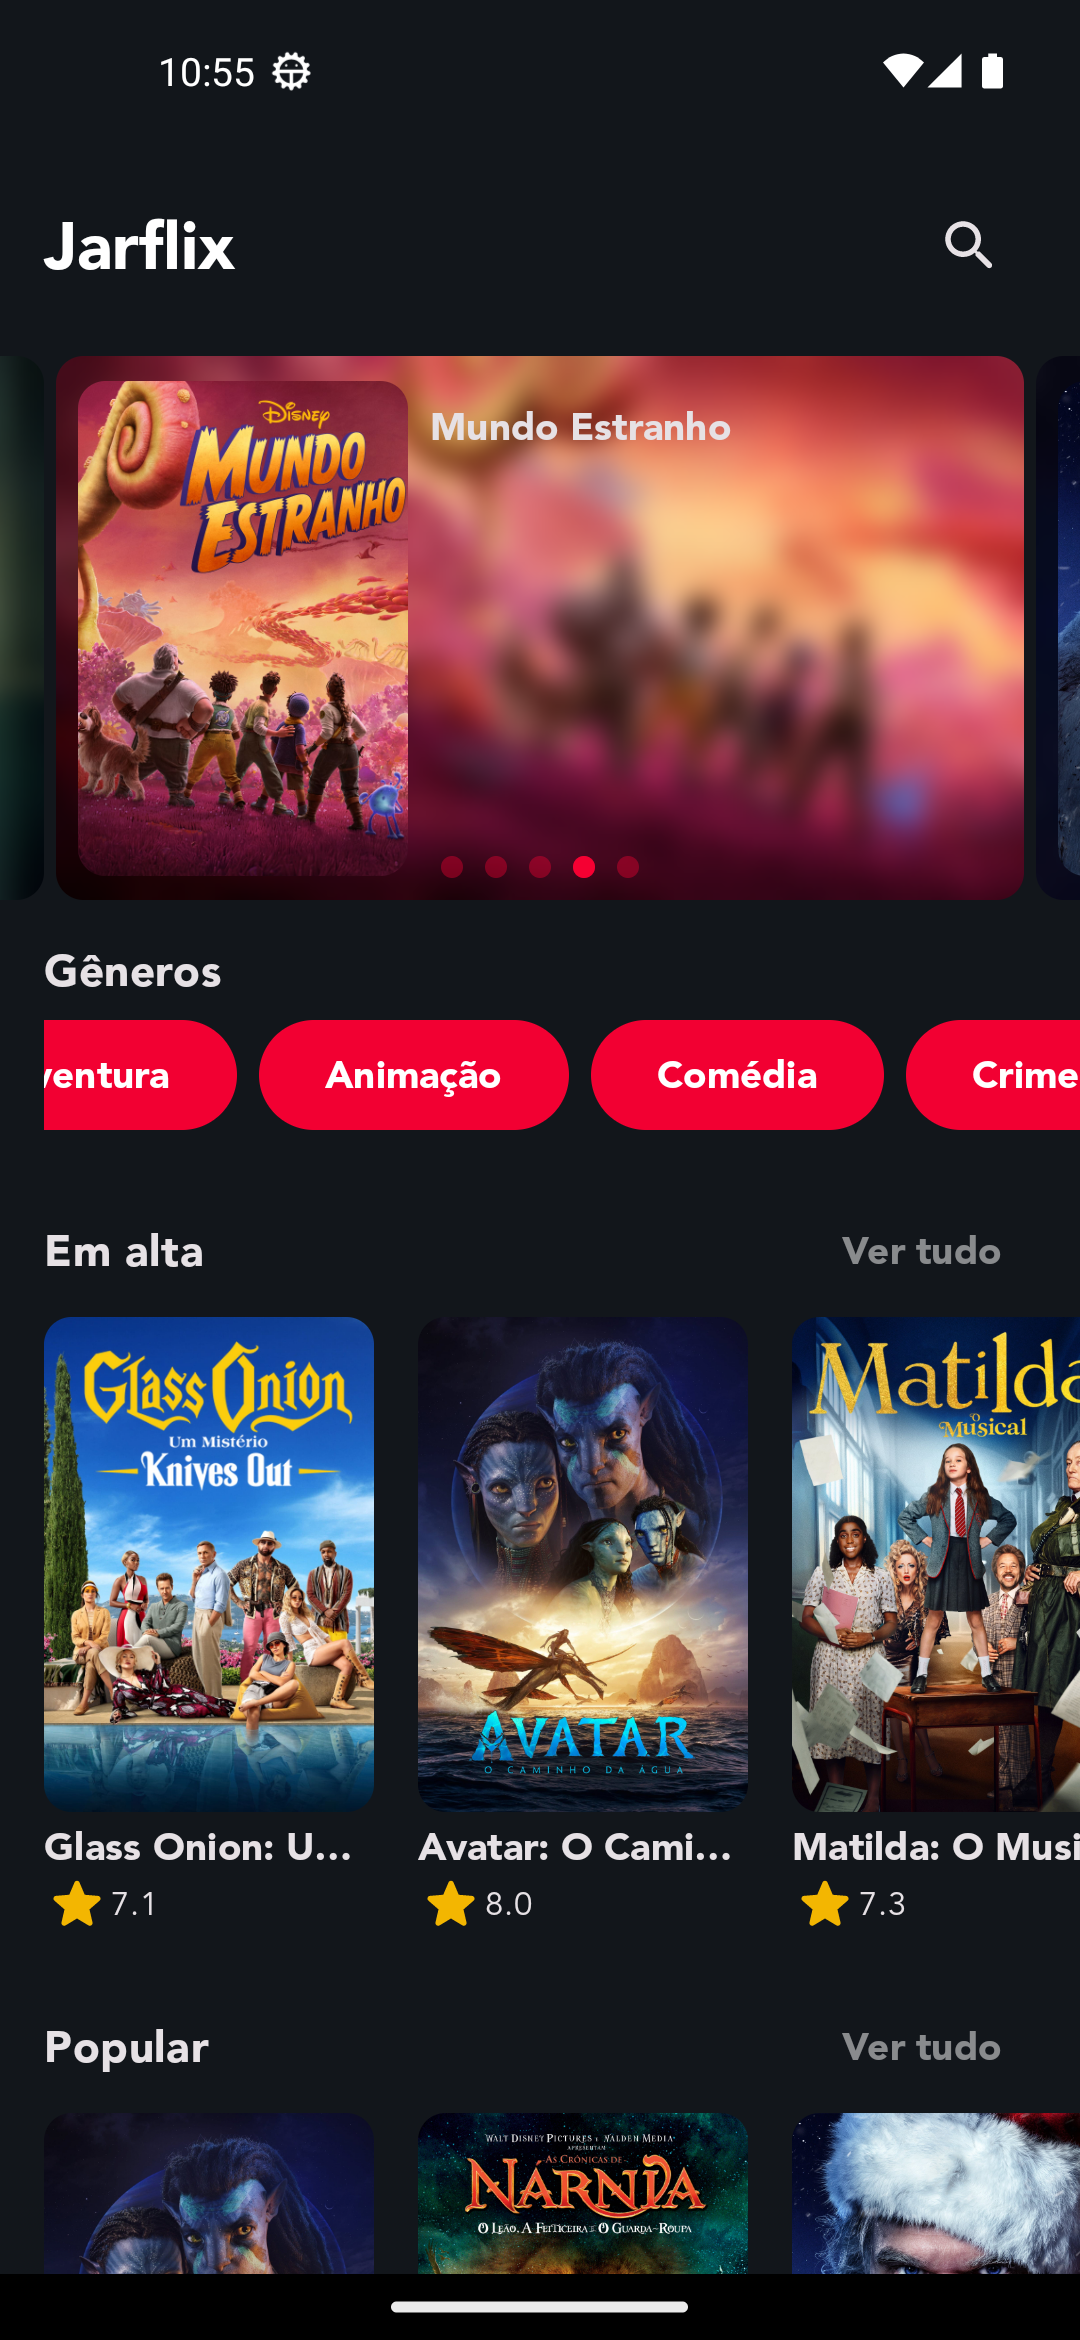 10:55
Jarflix
Disney
MUNDO
ESTRANHO
Mundo Estranho
Gêneros
ventura
Animação
Comédia
Crime
Em alta
Ver tudo
Glass Onion
Um Mistério
Knives Out
AVATAR
O CAMINHO DA ÁGUA
Matilda
O
Musical
Glass Onion: U...
Avatar: O Cami...
Matilda: O Musi
7.1
8.0
7.3
Popular
Ver tudo
WALT DISNEY PICTURES E WALDEN MEDIA
APRESENTAM
AS CRÔNICAS DE
NÁRNIA
O LEÃO, A FEITICEIRA E O GUARDA-ROUPA